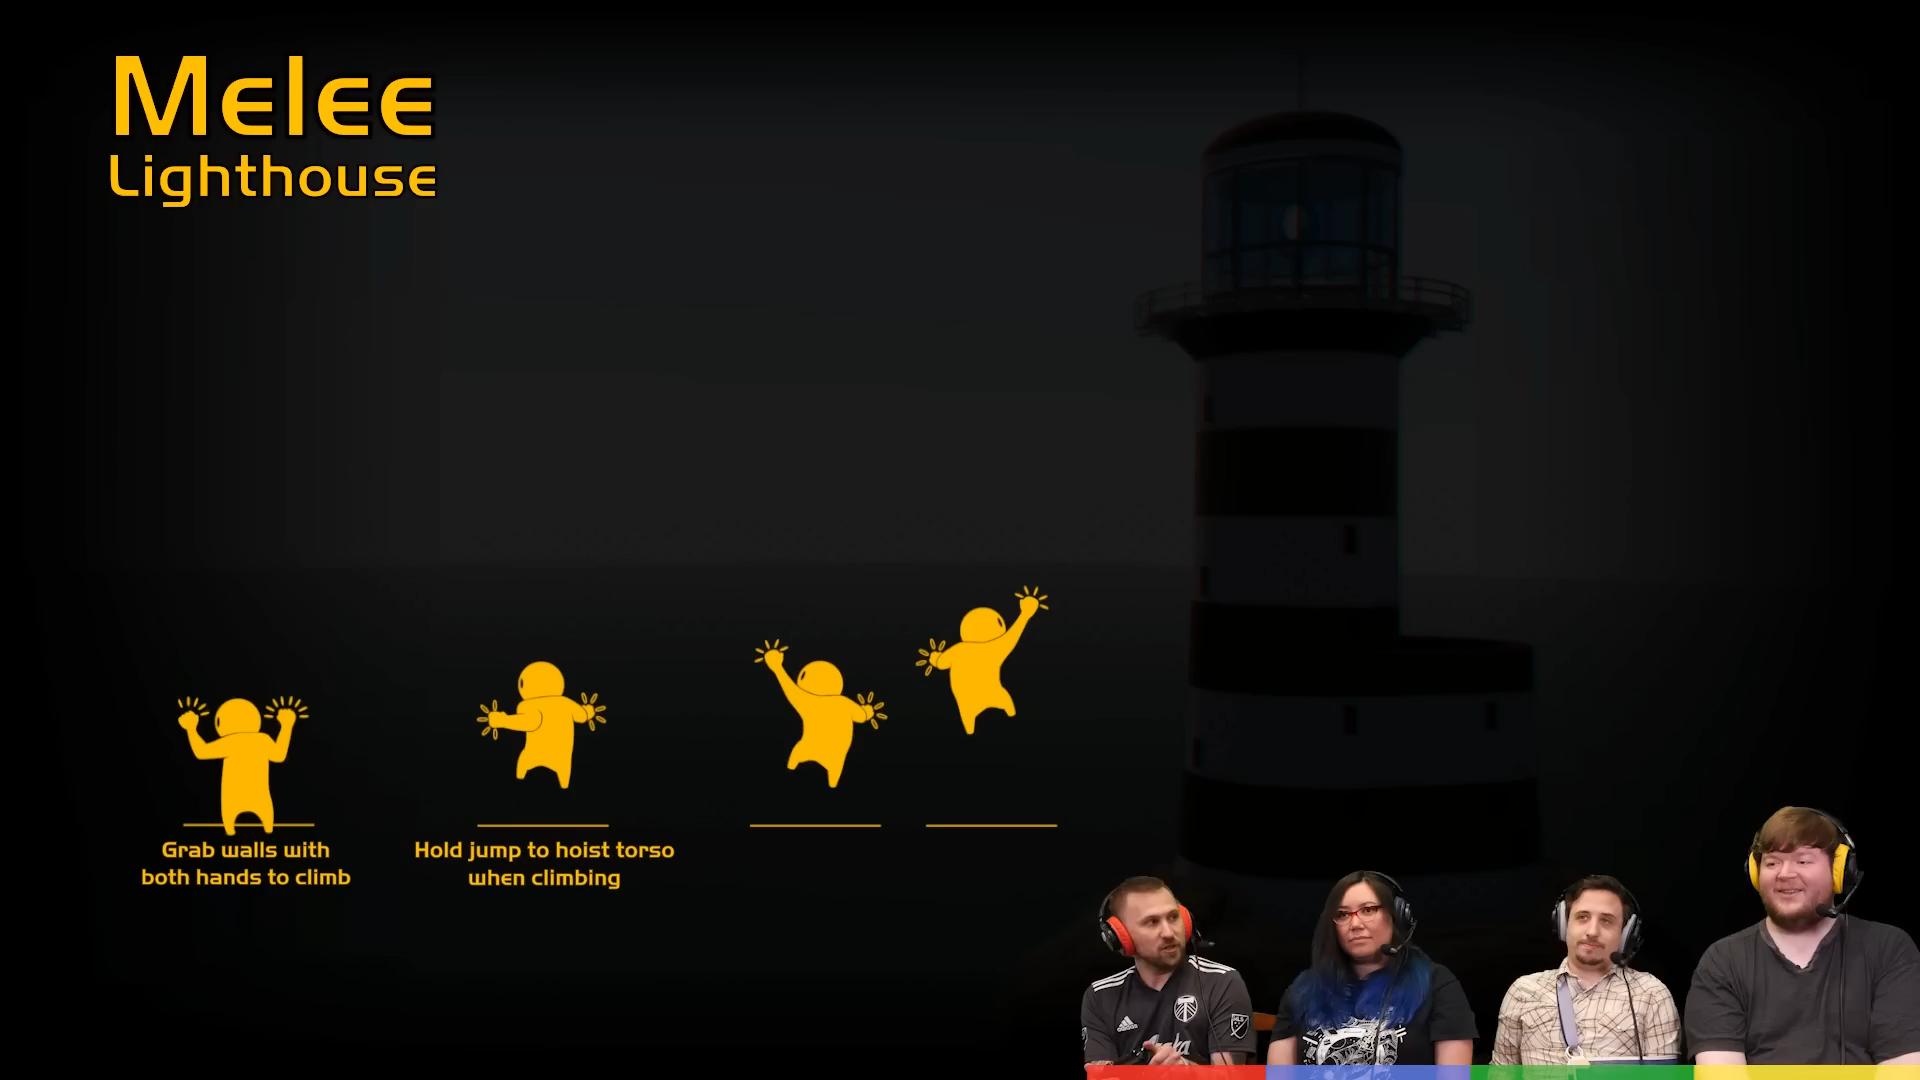 Melee
Lighthouse
Grab walls with
both hands to climb
Hold jump to hoist torso
when climbing